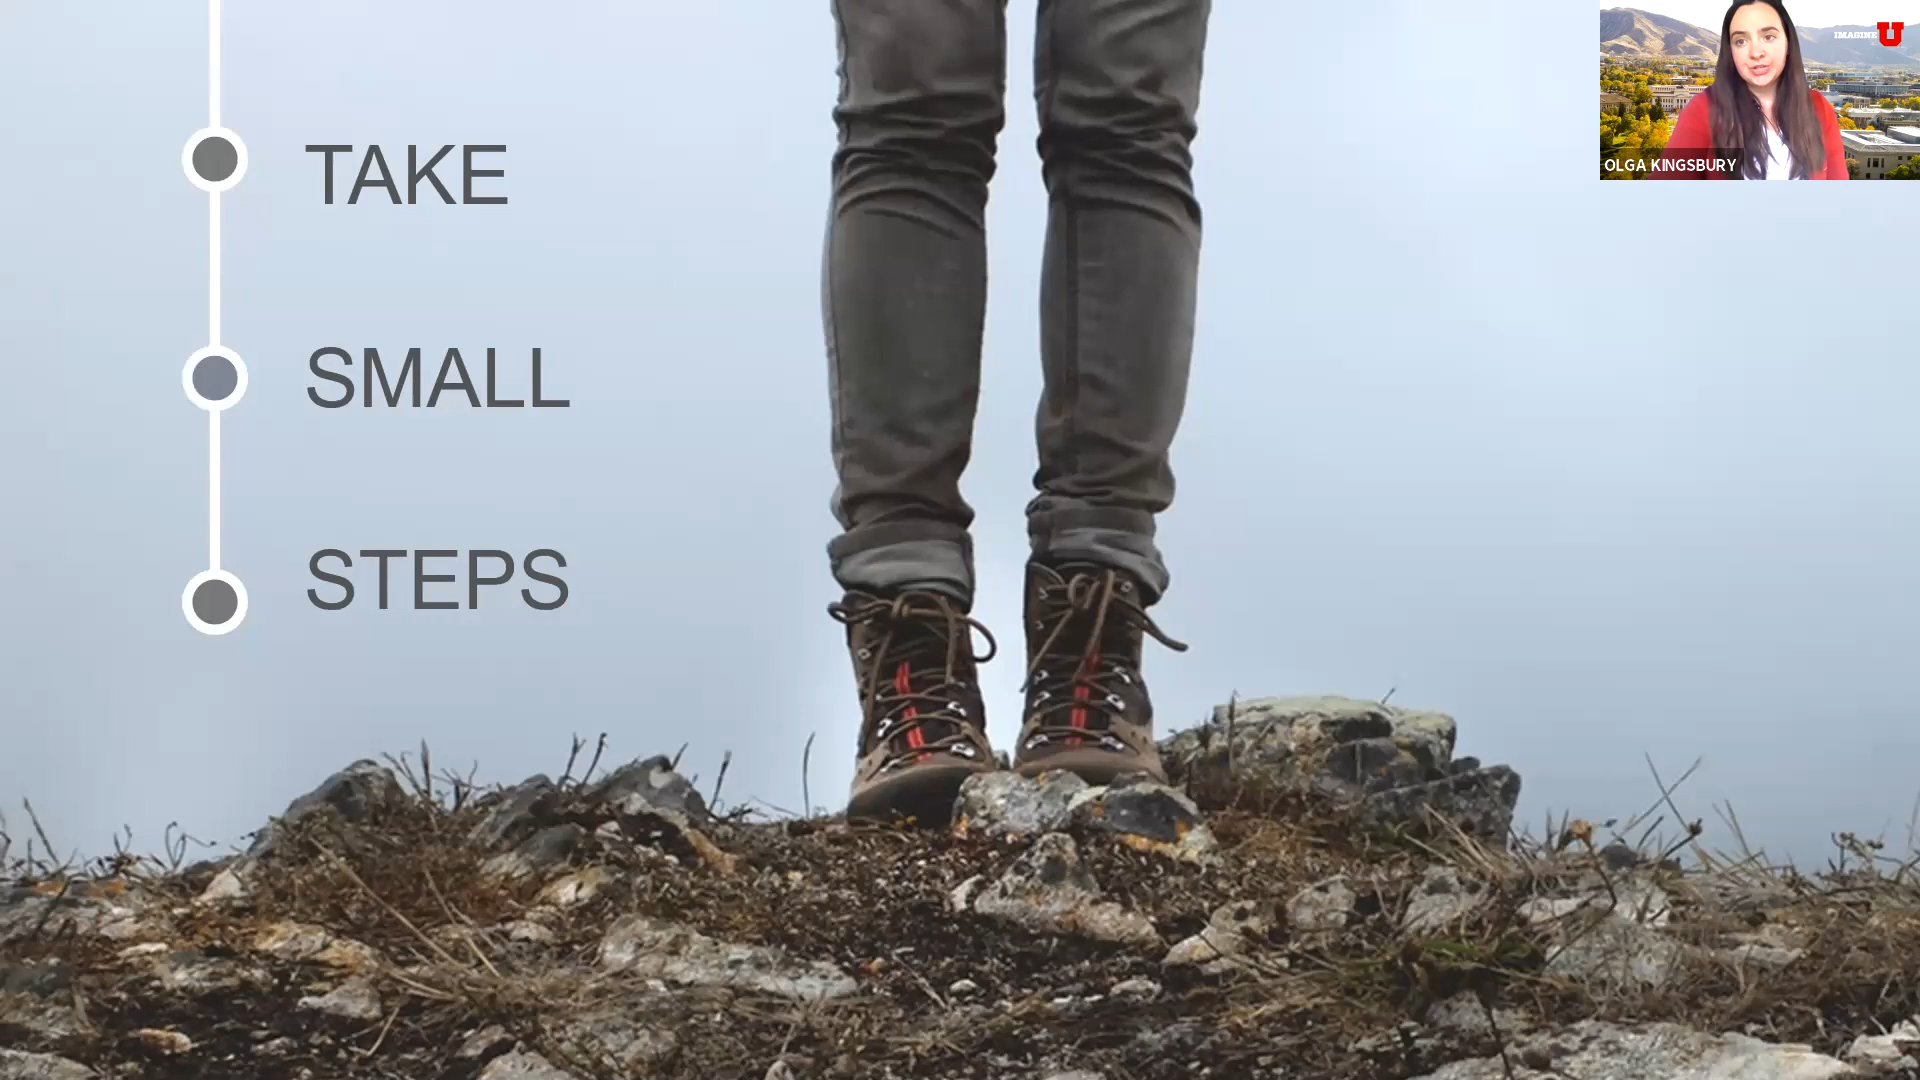 TAKE
SMALL
STEPS
IMAGINE U
OLGA KINGSBURY